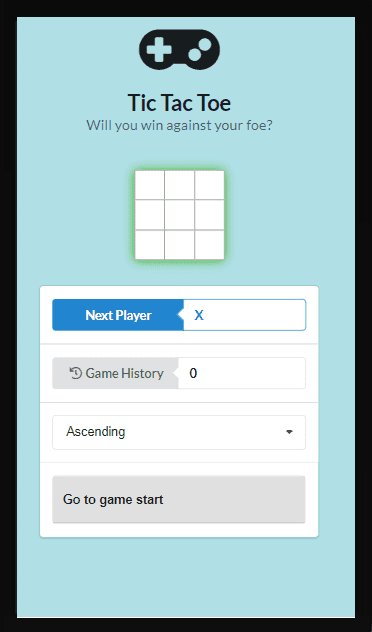 Tic Tac Toe
Will you win against your foe?
Next Player X
Game History 0
Ascending
Go to game start